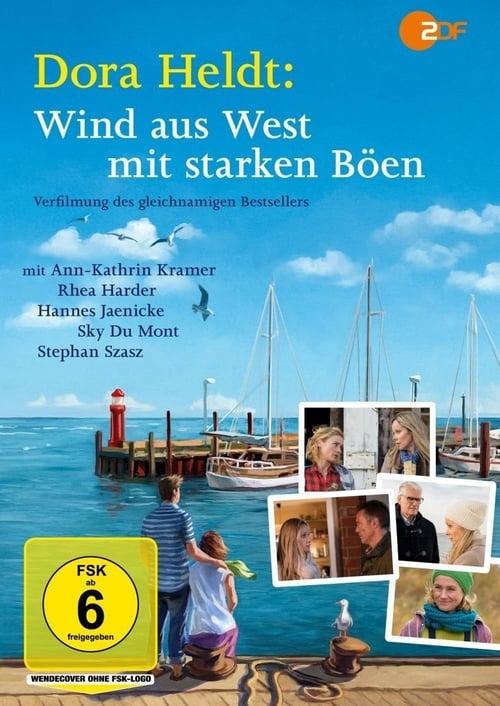 ZDF
Dora Heldt:
Wind aus West
mit starken Böen
Verfilmung des gleichnamigen Bestsellers
mit Ann-Kathrin Kramer
Rhea Harder
Hannes Jaenicke
Sky Du Mont
Stephan Szasz
FSK
ab
6
freigegeben
WENDECOVER OHNE FSK-LOGO